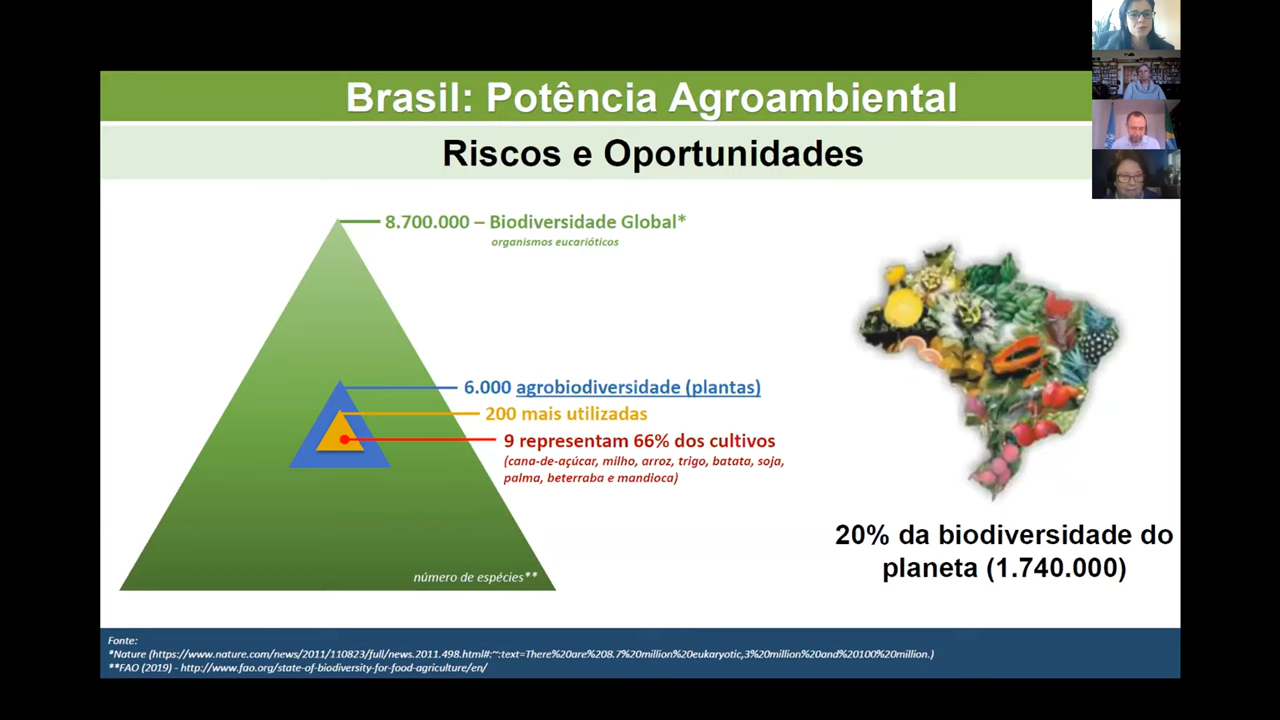 Brasil: Potência Agroambiental
Riscos e Oportunidades
8.700.000 – Biodiversidade Global*
organismos eucarióticos
6.000 agrobiodiversidade (plantas)
200 mais utilizadas
9 representam 66% dos cultivos
(cana-de-açúcar, milho, arroz, trigo, batata, soja,
palma, beterraba e mandioca)
número de espécies**
20% da biodiversidade do
planeta (1.740.000)
Fonte:
*Nature (https://www.nature.com/news/2011/110823/full/news.2011.498.html#:~:text=There%20are%208.7%20million%20eukaryotic,3%20million%20and%20100%20million.)
**FAO (2019) - http://www.fao.org/state-of-biodiversity-for-food-agriculture/en/